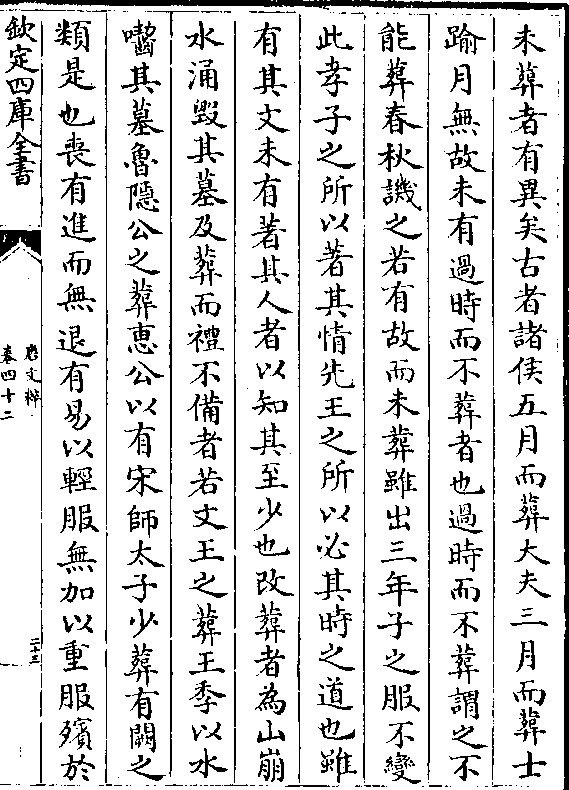 未葬者有異矣古者諸侯五月而葬大夫三月而葬士
踰月無故未有過時而不葬者也過時而不葬謂之不
能葬春秋譏之若有故而未葬雖出三年子之服不變
此孝子之所以著其情先王之所以必其時之道也雖
有其文未有著其人者以知其至少也改葬者為山崩
水涌毀其墓及葬而禮不備者若文王之葬王季以水
嚙其墓魯隱公之葬惠公以有宋師太子少葬有闕之
類是也喪有進而無退有易以輕服無加以重服殯於
欽定四庫全書
唐文粹
卷四十二
二十三